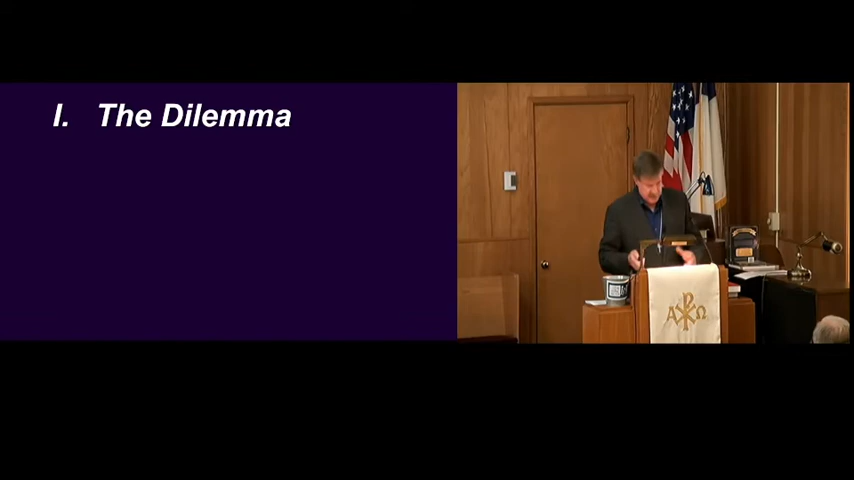 I. The Dilemma
Α☧Ω